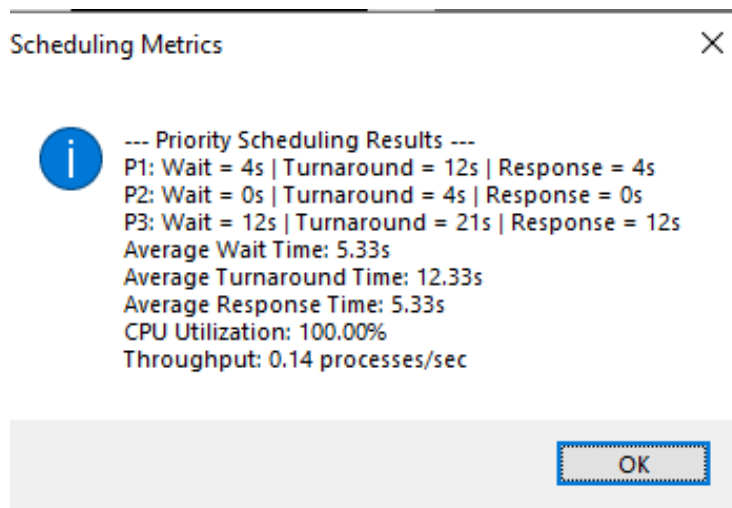 Scheduling Metrics
--- Priority Scheduling Results ---
P1: Wait = 4s | Turnaround = 12s | Response = 4s
P2: Wait = 0s | Turnaround = 4s | Response = 0s
P3: Wait = 12s | Turnaround = 21s | Response = 12s
Average Wait Time: 5.33s
Average Turnaround Time: 12.33s
Average Response Time: 5.33s
CPU Utilization: 100.00%
Throughput: 0.14 processes/sec
OK